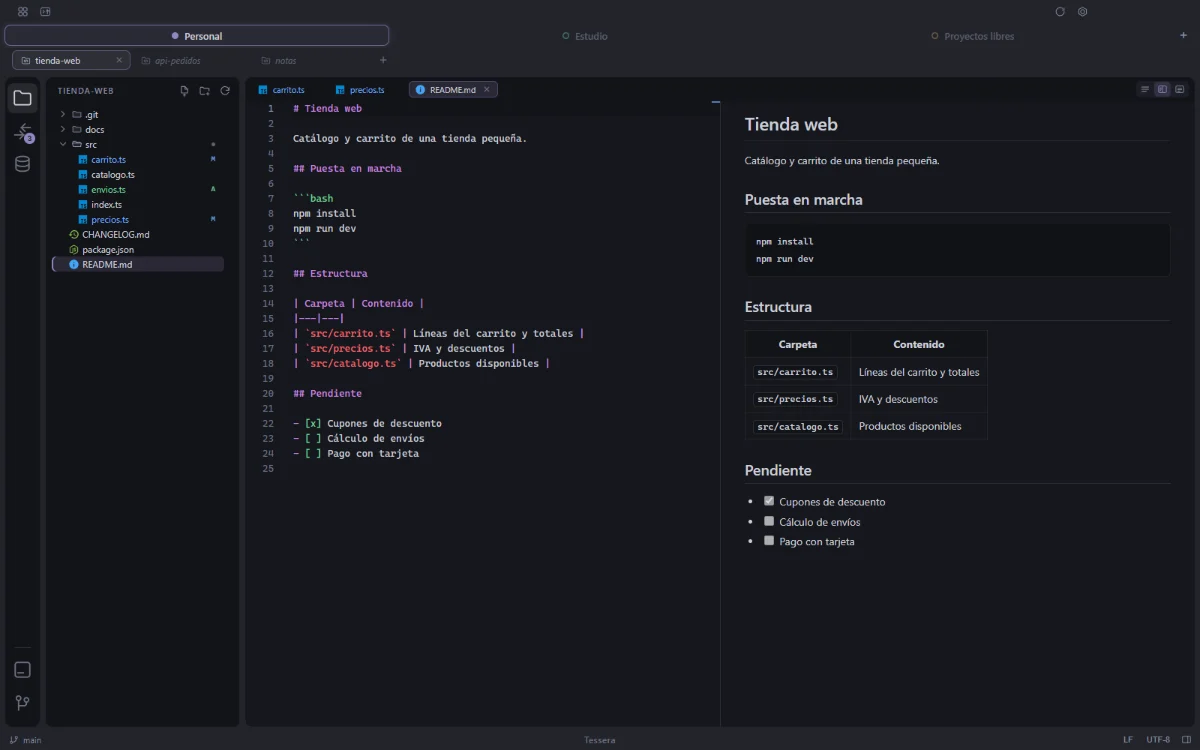 Personal
Estudio
Proyectos libres
tienda-web
api-pedidos
notas
TIENDA-WEB
.git
docs
src
carrito.ts M
catalogo.ts
envios.ts A
index.ts
precios.ts M
CHANGELOG.md
package.json
README.md
3
carrito.ts
precios.ts
README.md
1 # Tienda web
2
3 Catálogo y carrito de una tienda pequeña.
4
5 ## Puesta en marcha
6
7 ```bash
8 npm install
9 npm run dev
10 ```
11
12 ## Estructura
13
14 | Carpeta | Contenido |
15 |---|---|
16 | `src/carrito.ts` | Líneas del carrito y totales |
17 | `src/precios.ts` | IVA y descuentos |
18 | `src/catalogo.ts` | Productos disponibles |
19
20 ## Pendiente
21
22 - [x] Cupones de descuento
23 - [ ] Cálculo de envíos
24 - [ ] Pago con tarjeta
25
Tienda web
Catálogo y carrito de una tienda pequeña.
Puesta en marcha
npm install
npm run dev
Estructura
Carpeta Contenido
src/carrito.ts Líneas del carrito y totales
src/precios.ts IVA y descuentos
src/catalogo.ts Productos disponibles
Pendiente
Cupones de descuento
Cálculo de envíos
Pago con tarjeta
main
Tessera
LF UTF-8